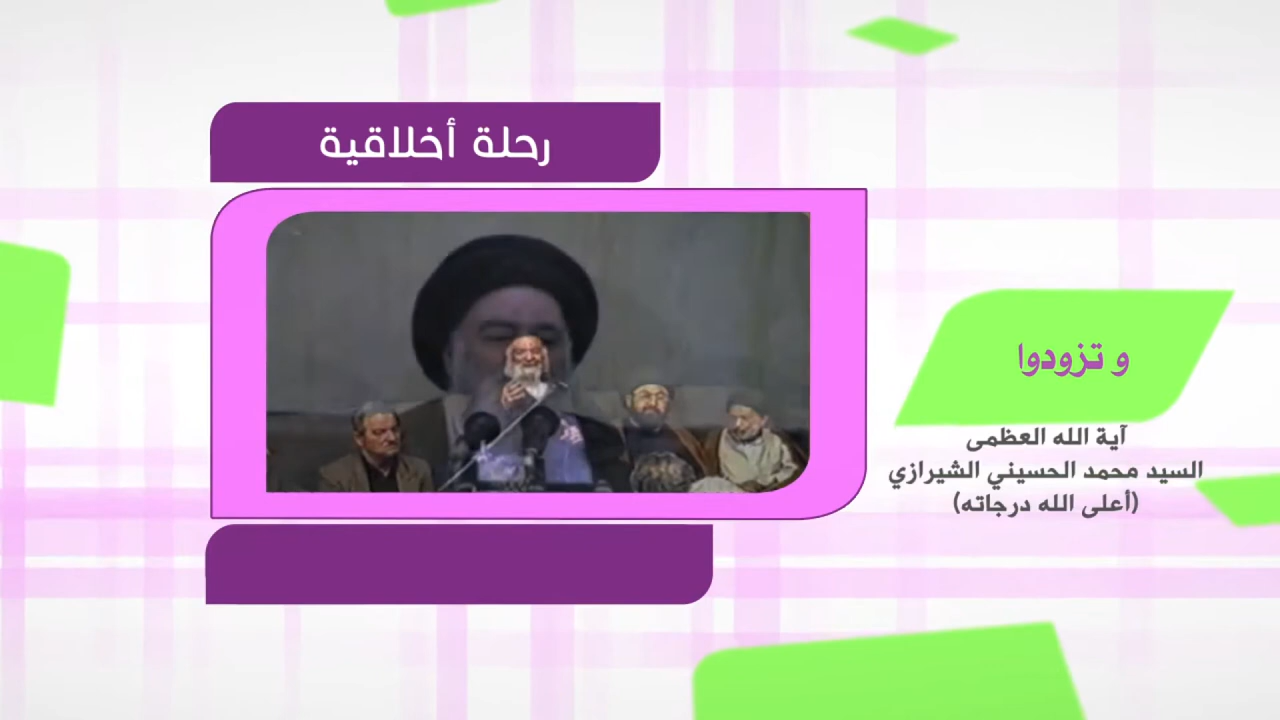 رحلة أخلاقية
و تزودوا
آية الله العظمى
السيد محمد الحسيني الشيرازي
(أعلى الله درجاته)